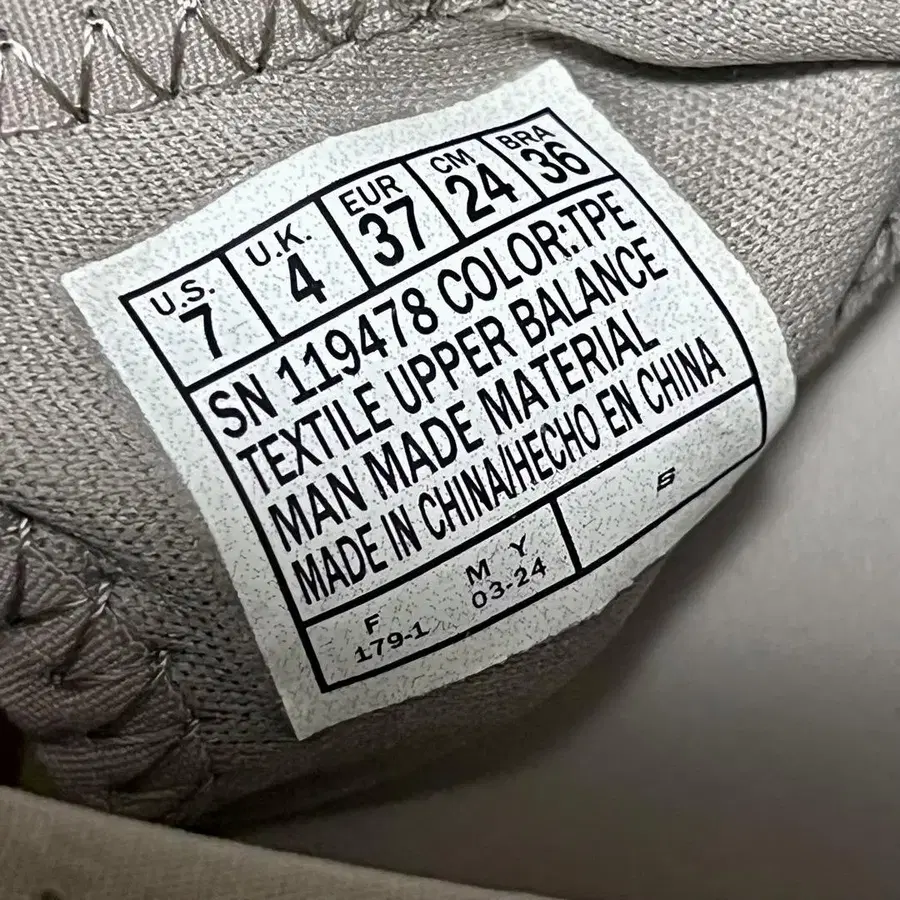 U.S. U.K. EUR CM BRA
7 4 37 24 36
SN 119478 COLOR:TPE
TEXTILE UPPER BALANCE
MAN MADE MATERIAL
MADE IN CHINA/HECHO EN CHINA
F M Y S
179-1 03-24